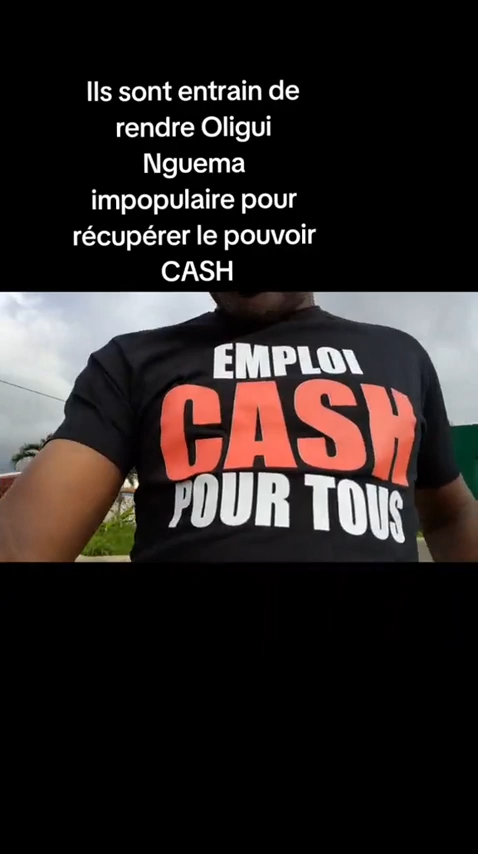 Ils sont entrain de
rendre Oligui
Nguema
impopulaire pour
récupérer le pouvoir
CASH
EMPLOI
CASH
POUR TOUS